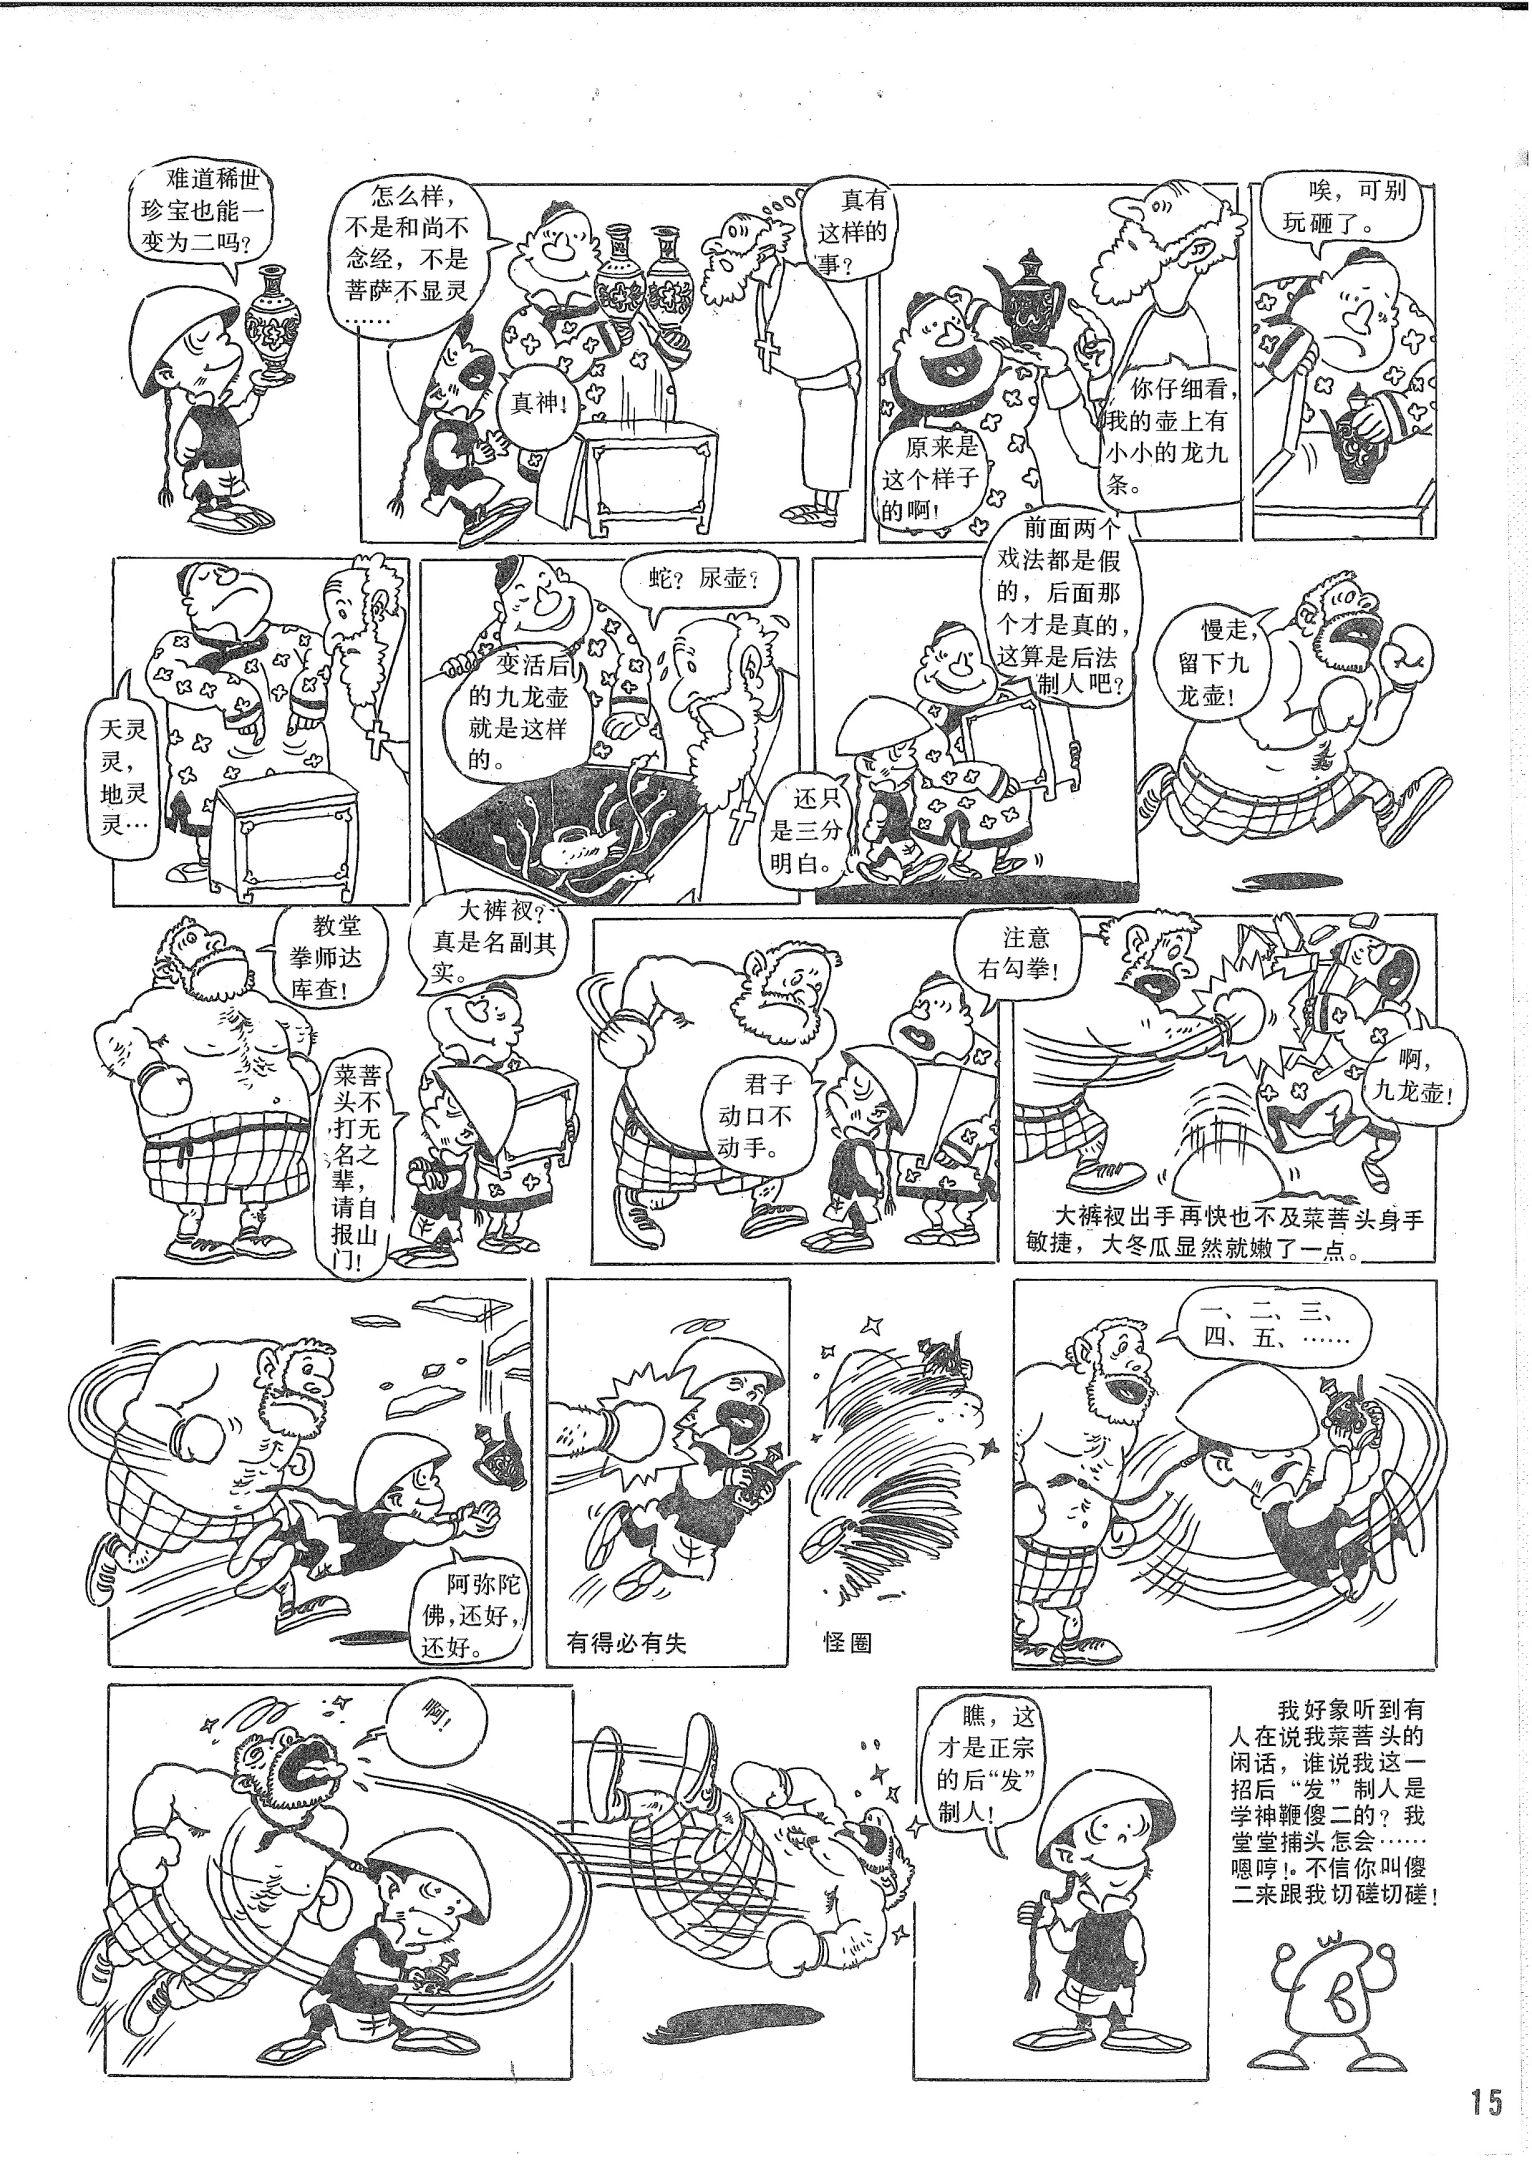 难道稀世
珍宝也能一
变为二吗?
怎么样,
不是和尚不
念经,不是
菩萨不显灵
……
真神!
真有
这样的
事?
原来是
这个样子
的啊!
你仔细看,
我的壶上有
小小的龙九
条。
唉,可别
玩砸了。
天灵
灵,
地灵
灵…
变活后
的九龙壶
就是这样
的。
蛇?尿壶?
前面两个
戏法都是假
的,后面那
个才是真的,
这算是后法
制人吧?
还只
是三分
明白。
慢走,
留下九
龙壶!
教堂
拳师达
库查!
大裤衩?
真是名副其
实。
菩不无之,自山
菜头打名辈请报门!
君子
动口不
动手。
注意
右勾拳!
啊,
九龙壶!
大裤衩出手再快也不及菜菩头身手
敏捷,大冬瓜显然就嫩了一点。
阿弥陀
佛,还好,
还好。
有得必有失
怪圈
一、二、三、
四、五、……
啊!
瞧,这
才是正宗
的后“发”
制人!
我好象听到有
人在说我菜菩头的
闲话,谁说我这一
招后“发”制人是
学神鞭傻二的?我
堂堂捕头怎会……
嗯哼!。不信你叫傻
二来跟我切磋切磋!
15